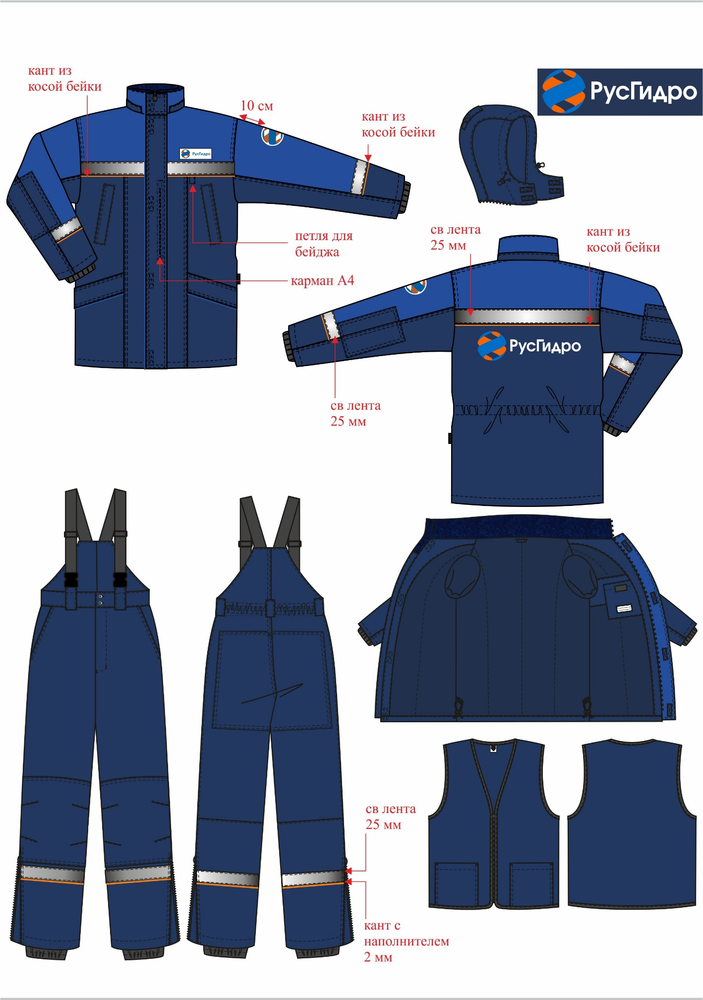 кант из
косой бейки
РусГидро
10 см
кант из
косой бейки
РусГидро
св лента
25 мм
кант из
косой бейки
петля для
бейджа
карман А4
РусГидро
св лента
25 мм
св лента
25 мм
кант с
наполнителем
2 мм